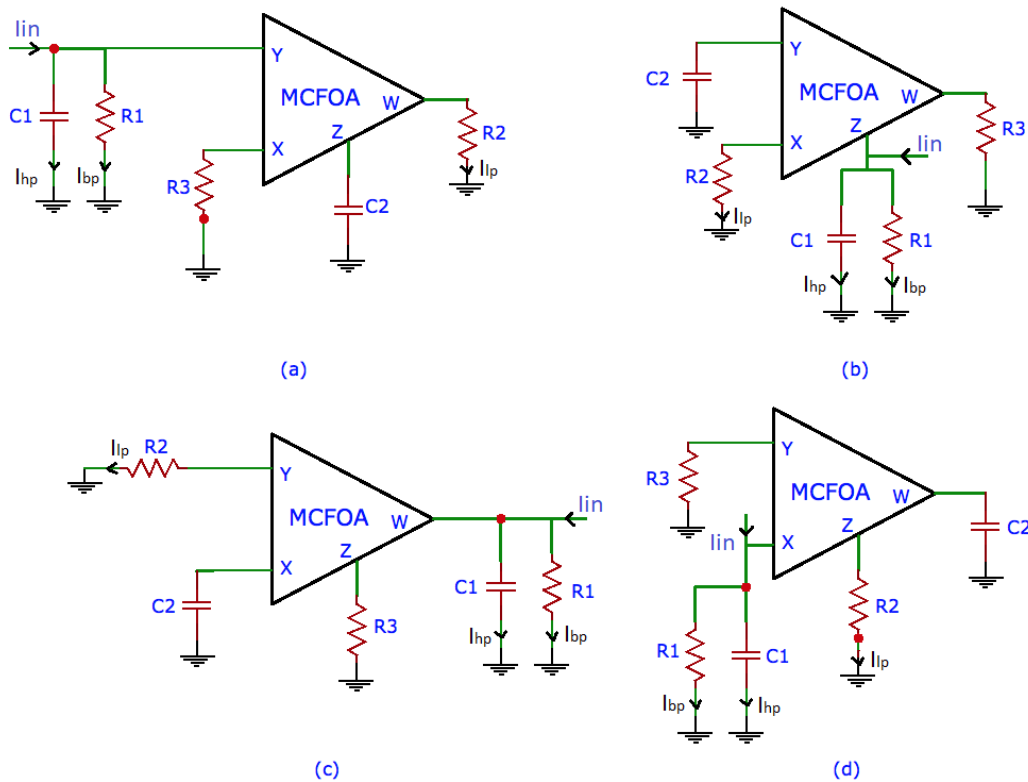 Iin
Y
C1
R1
MCFOA
W
Z
X
R2
Ihp
Ibp
R3
Ilp
C2
(a)
C2
Y
MCFOA
W
Z
X
R3
Iin
R2
Ilp
C1
R1
Ihp
Ibp
(b)
Ilp
R2
Y
MCFOA
W
Iin
Z
X
C2
C1
R1
R3
Ihp
Ibp
(c)
Y
R3
MCFOA
W
Z
Iin
X
C2
R2
R1
C1
Ilp
Ibp
Ihp
(d)